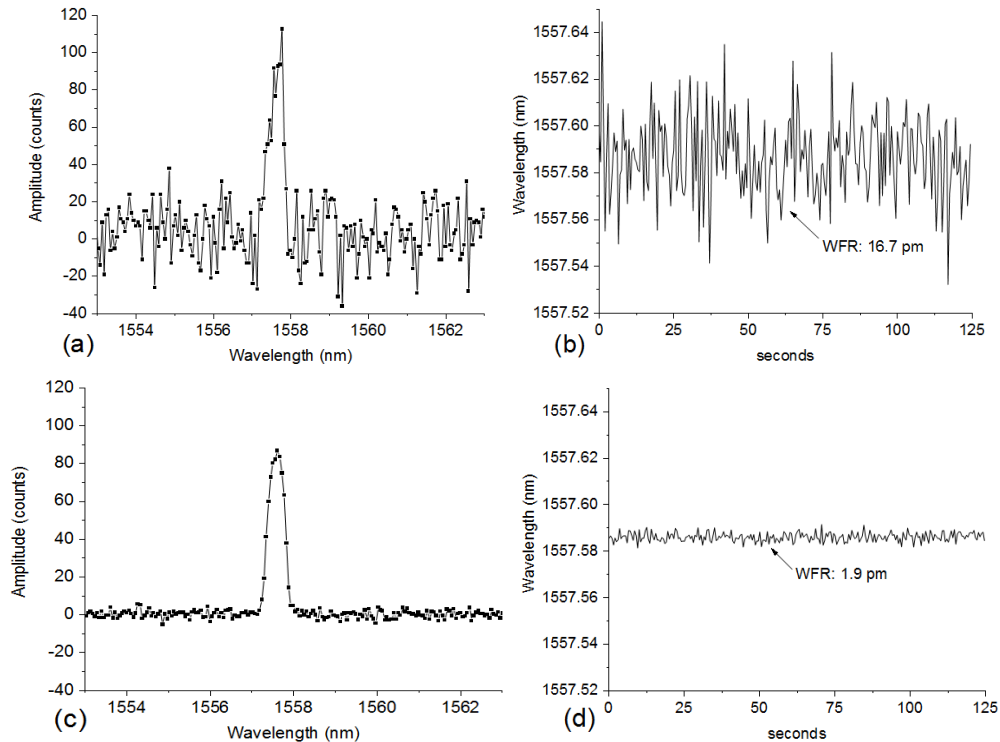 120
100
80
60
40
20
0
-20
-40
Amplitude (counts)
1554 1556 1558 1560 1562
Wavelength (nm)
(a)
1557.64
1557.62
1557.60
1557.58
1557.56
1557.54
1557.52
Wavelength (nm)
WFR: 16.7 pm
0 25 50 75 100 125
seconds
(b)
120
100
80
60
40
20
0
-20
-40
Amplitude (counts)
1554 1556 1558 1560 1562
Wavelength (nm)
(c)
1557.64
1557.62
1557.60
1557.58
1557.56
1557.54
1557.52
Wavelength (nm)
WFR: 1.9 pm
0 25 50 75 100 125
seconds
(d)